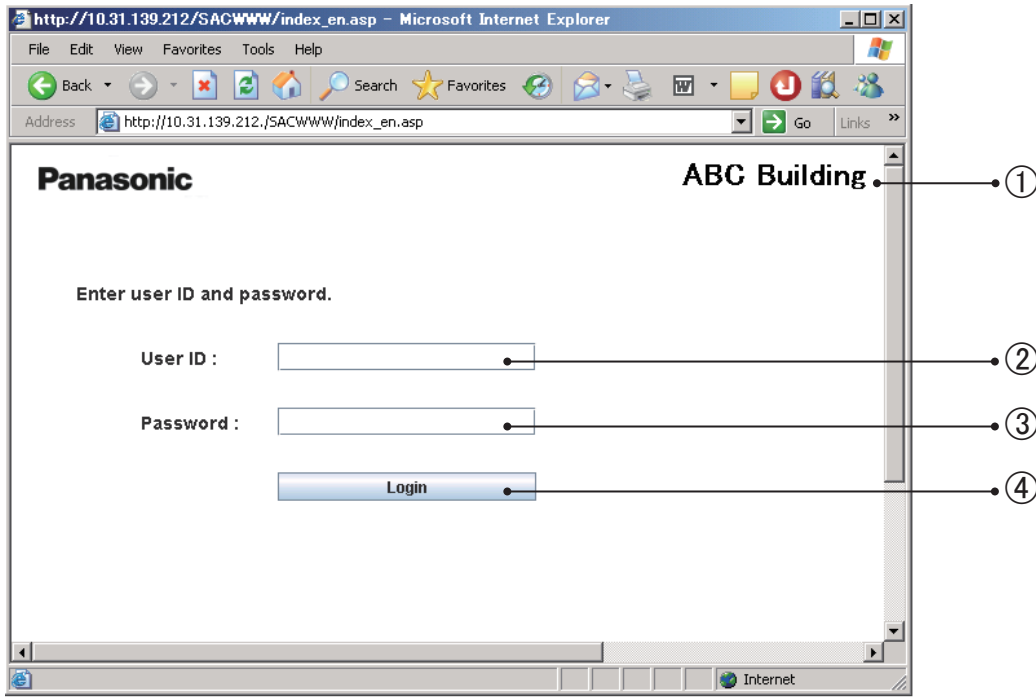 http://10.31.139.212/SACWWW/index_en.asp - Microsoft Internet Explorer
File Edit View Favorites Tools Help
Back Search Favorites
Address http://10.31.139.212./SACWWW/index_en.asp Go Links »
Panasonic ABC Building ①
Enter user ID and password.
User ID : ②
Password : ③
Login ④
Internet